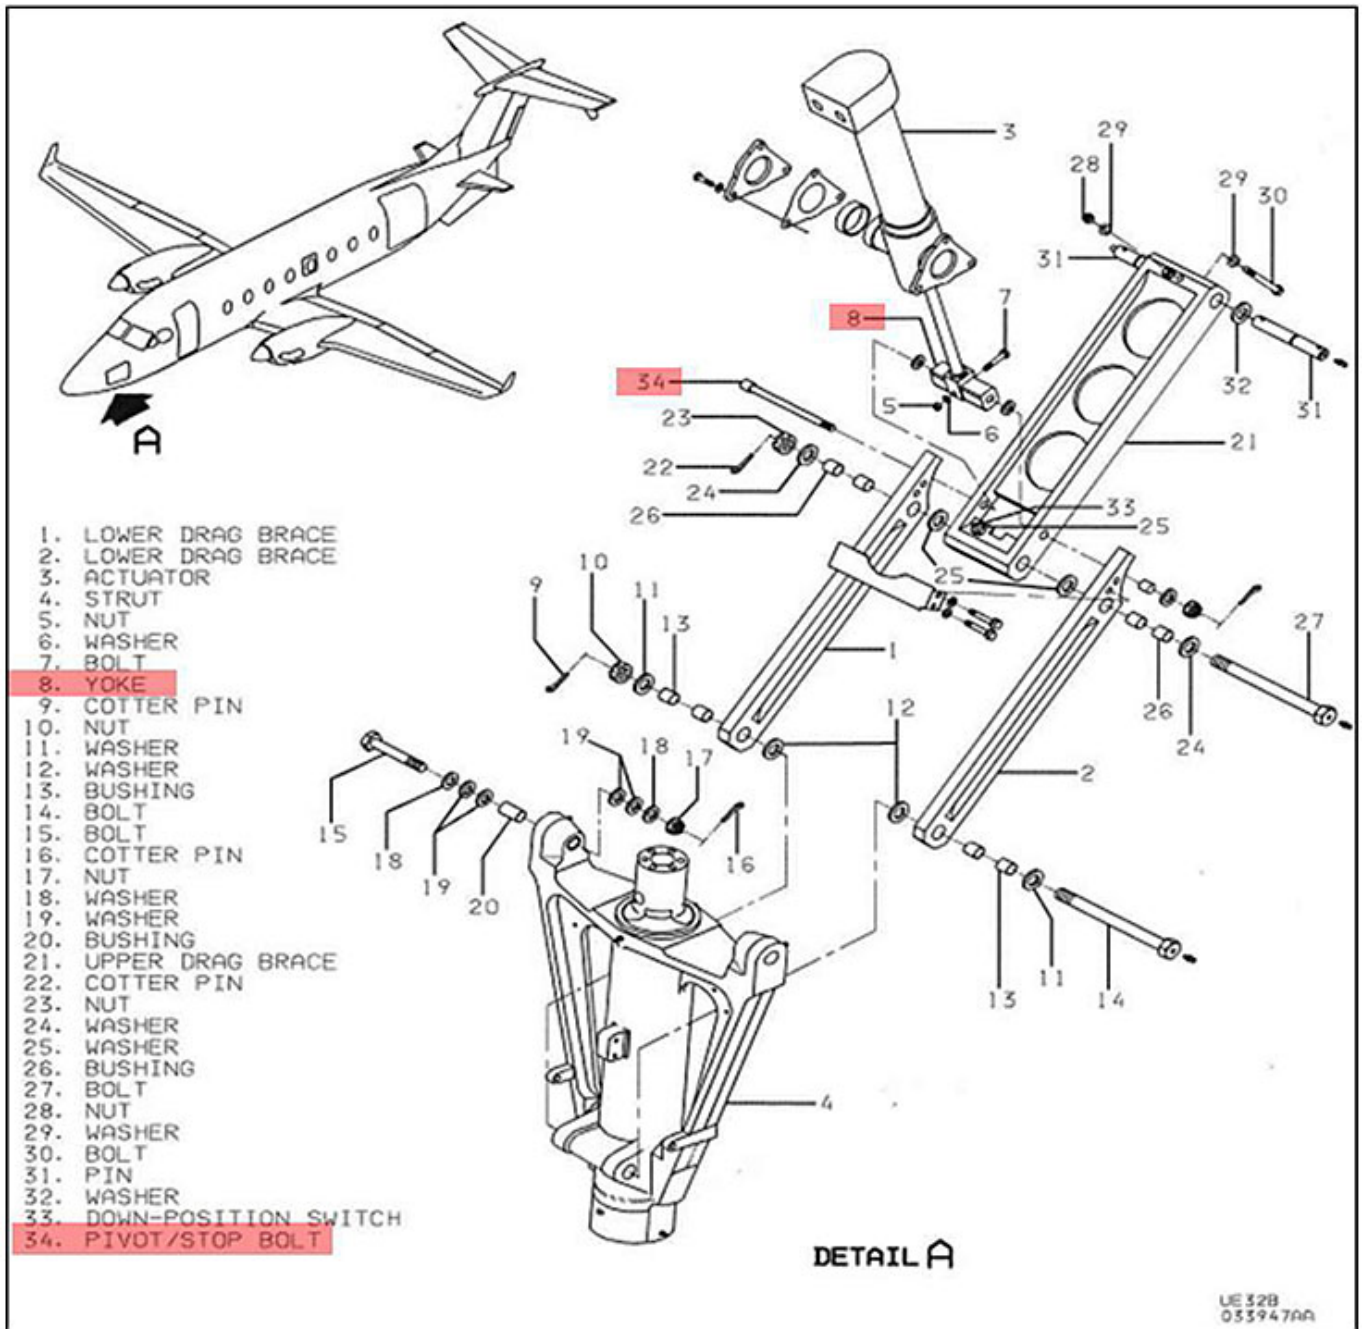 3
29
28
29
30
31
7
8
34
32
31
23
5
6
21
22
24
33
26
25
1. LOWER DRAG BRACE
2. LOWER DRAG BRACE
3. ACTUATOR
4. STRUT
5. NUT
6. WASHER
7. BOLT
8. YOKE
9. COTTER PIN
10. NUT
11. WASHER
12. WASHER
13. BUSHING
14. BOLT
15. BOLT
16. COTTER PIN
17. NUT
18. WASHER
19. WASHER
20. BUSHING
21. UPPER DRAG BRACE
22. COTTER PIN
23. NUT
24. WASHER
25. WASHER
26. BUSHING
27. BOLT
28. NUT
29. WASHER
30. BOLT
31. PIN
32. WASHER
33. DOWN-POSITION SWITCH
34. PIVOT/STOP BOLT
A
10
25
9
11
13
27
1
12
26
24
19
18
17
2
15
18
19
16
20
13
11
14
4
DETAIL A
UE32B
033947AA